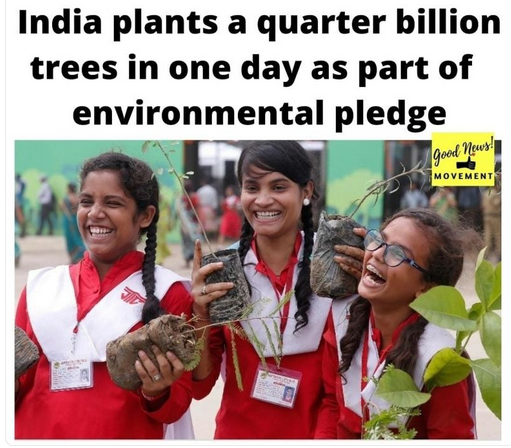 India plants a quarter billion
trees in one day as part of
environmental pledge
Good News!
MOVEMENT